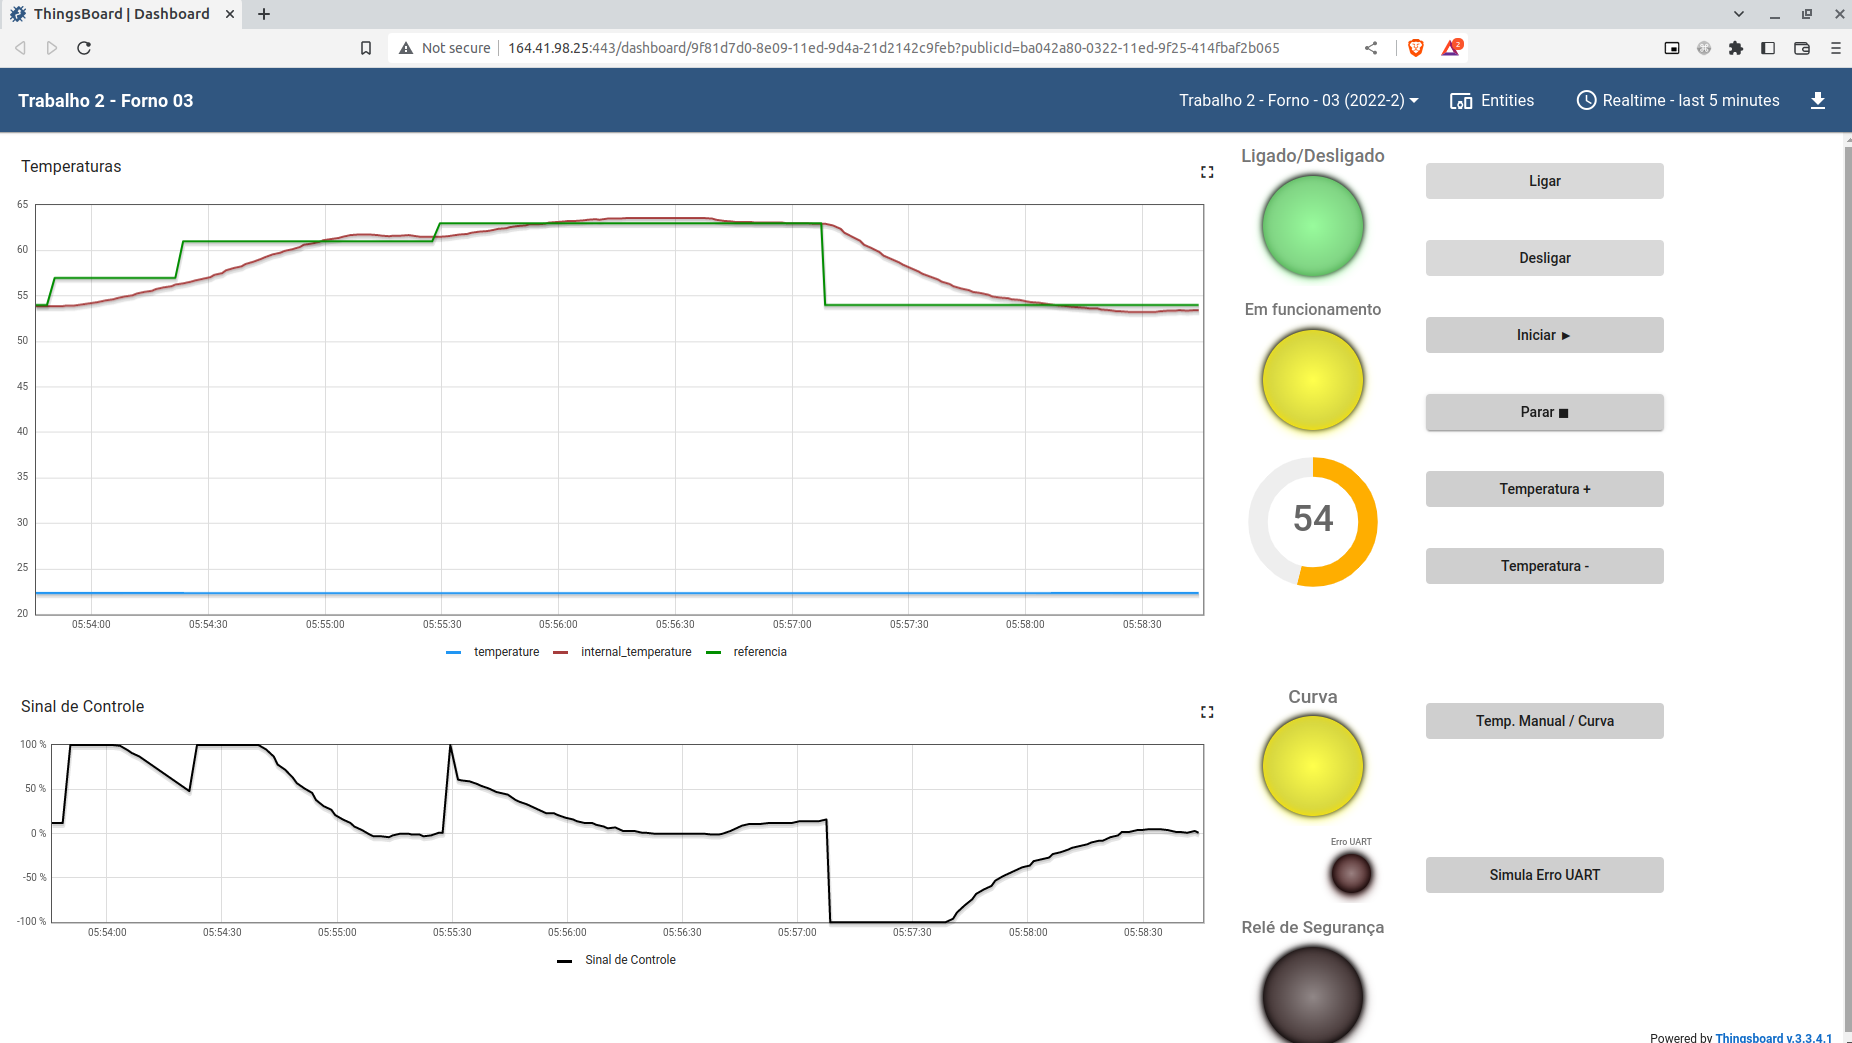 ThingsBoard | Dashboard
Not secure 164.41.98.25:443/dashboard/9f81d7d0-8e09-11ed-9d4a-21d2142c9feb?publicId=ba042a80-0322-11ed-9f25-414fbaf2b065 2
Trabalho 2 - Forno 03
Trabalho 2 - Forno - 03 (2022-2) Entities Realtime - last 5 minutes
Temperaturas
65
60
55
50
45
40
35
30
25
20
05:54:00 05:54:30 05:55:00 05:55:30 05:56:00 05:56:30 05:57:00 05:57:30 05:58:00 05:58:30
temperature internal_temperature referencia
Ligado/Desligado
Em funcionamento
54
Ligar
Desligar
Iniciar ►
Parar ■
Temperatura +
Temperatura -
Sinal de Controle
100 %
50 %
0 %
-50 %
-100 %
05:54:00 05:54:30 05:55:00 05:55:30 05:56:00 05:56:30 05:57:00 05:57:30 05:58:00 05:58:30
Sinal de Controle
Curva
Temp. Manual / Curva
Erro UART
Simula Erro UART
Relé de Segurança
Powered by Thingsboard v.3.3.4.1